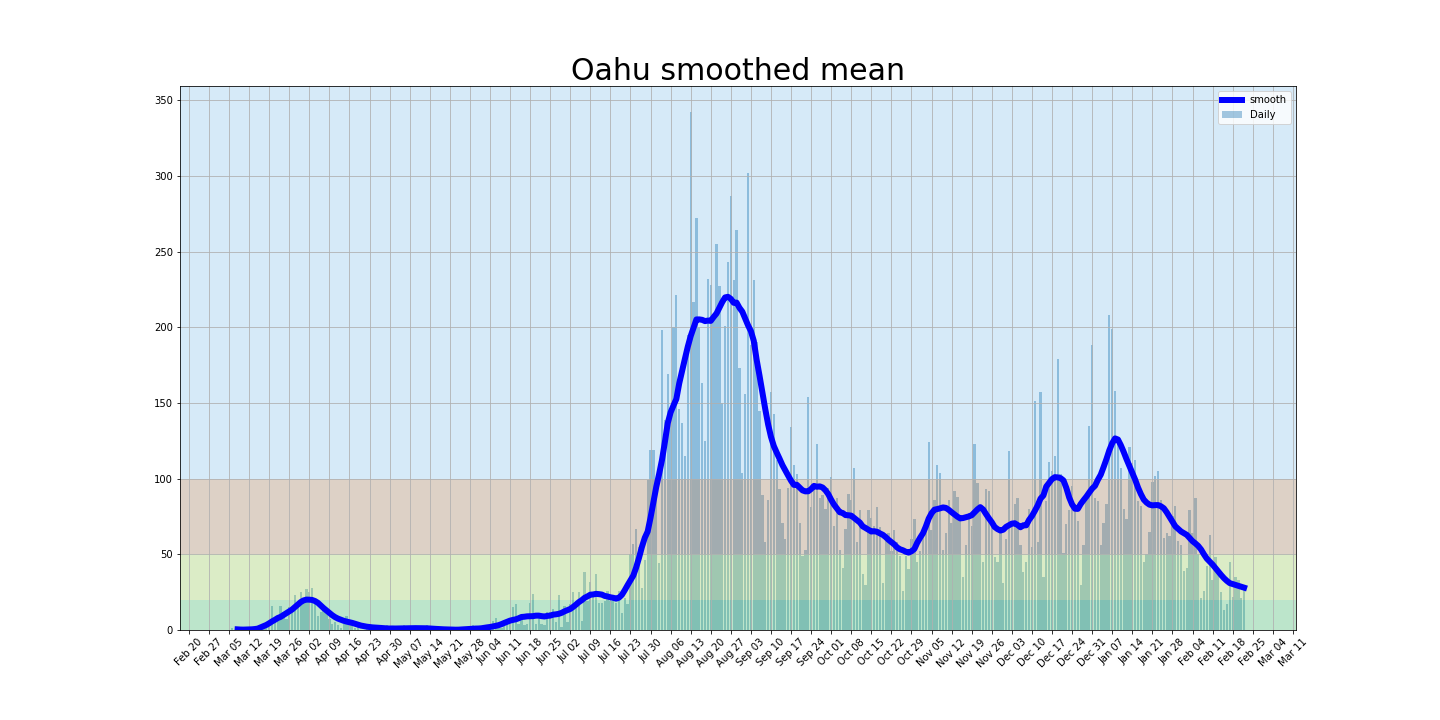 Oahu smoothed mean
smooth
Daily
350
300
250
200
150
100
50
0
Feb 20
Feb 27
Mar 05
Mar 12
Mar 19
Mar 26
Apr 02
Apr 09
Apr 16
Apr 23
Apr 30
May 07
May 14
May 21
May 28
Jun 04
Jun 11
Jun 18
Jun 25
Jul 02
Jul 09
Jul 16
Jul 23
Jul 30
Aug 06
Aug 13
Aug 20
Aug 27
Sep 03
Sep 10
Sep 17
Sep 24
Oct 01
Oct 08
Oct 15
Oct 22
Oct 29
Nov 05
Nov 12
Nov 19
Nov 26
Dec 03
Dec 10
Dec 17
Dec 24
Dec 31
Jan 07
Jan 14
Jan 21
Jan 28
Feb 04
Feb 11
Feb 18
Feb 25
Mar 04
Mar 11